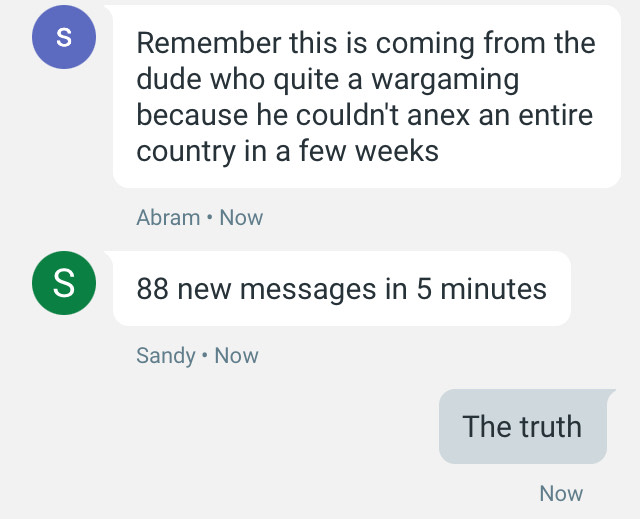 S
Remember this is coming from the
dude who quite a wargaming
because he couldn't anex an entire
country in a few weeks
Abram • Now
S
88 new messages in 5 minutes
Sandy • Now
The truth
Now